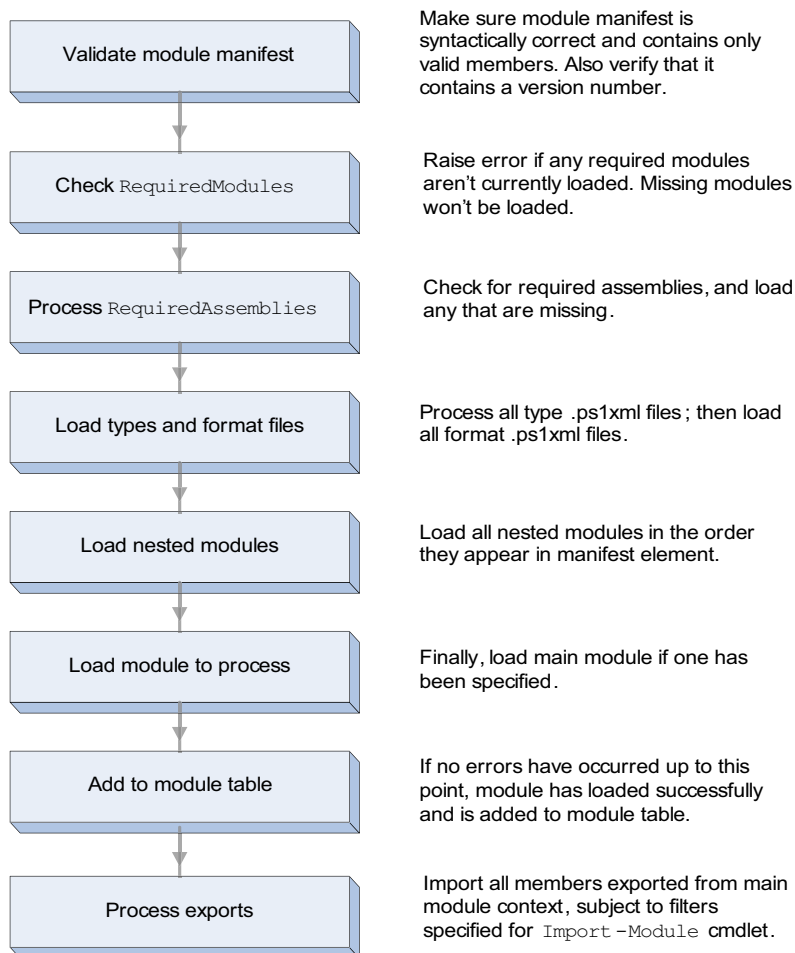 Validate module manifest
Make sure module manifest is
syntactically correct and contains only
valid members. Also verify that it
contains a version number.
Check RequiredModules
Raise error if any required modules
aren't currently loaded. Missing modules
won't be loaded.
Process RequiredAssemblies
Check for required assemblies, and load
any that are missing.
Load types and format files
Process all type .ps1xml files; then load
all format .ps1xml files.
Load nested modules
Load all nested modules in the order
they appear in manifest element.
Load module to process
Finally, load main module if one has
been specified.
Add to module table
If no errors have occurred up to this
point, module has loaded successfully
and is added to module table.
Process exports
Import all members exported from main
module context, subject to filters
specified for Import-Module cmdlet.